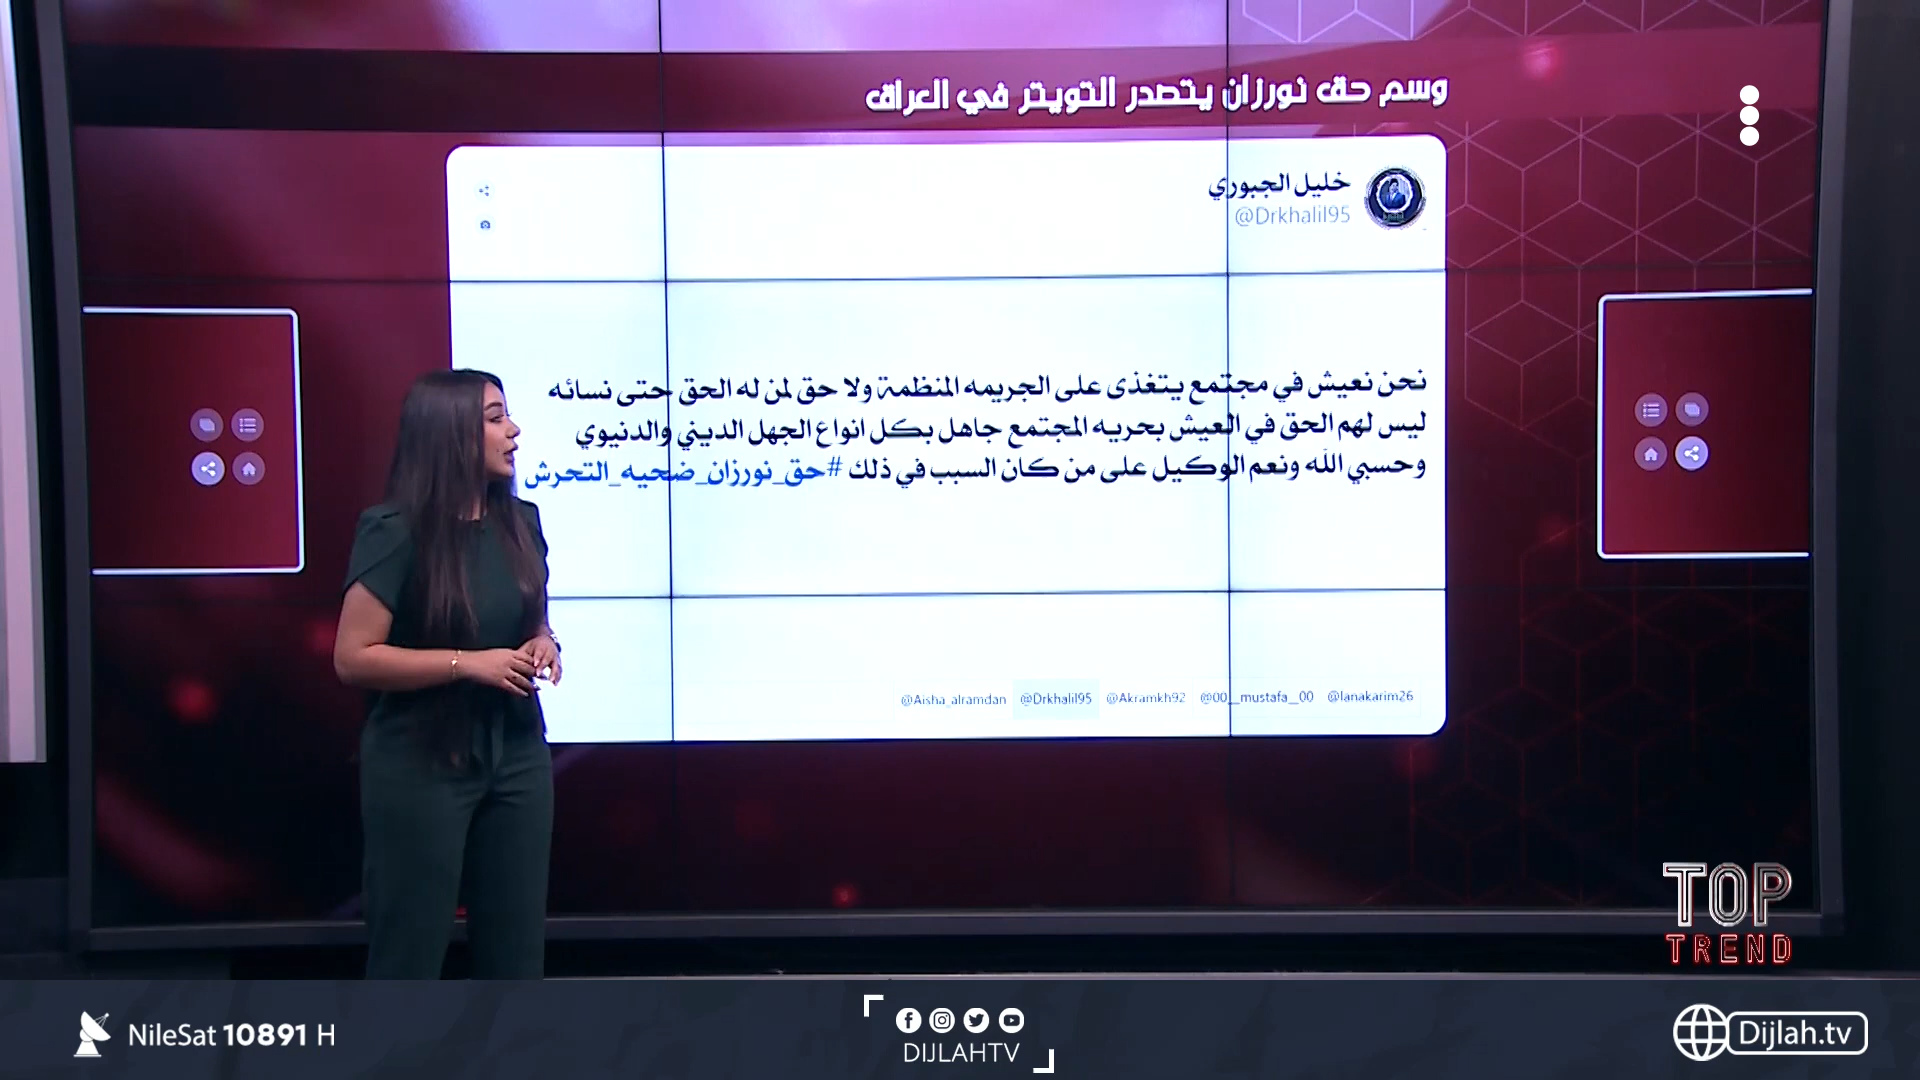 وسم حق نورزان يتصدر التويتر في العراق
خليل الجبوري
@Drkhalil95
نحن نعيش في مجتمع يتغذى على الجريمه المنظمة ولا حق لمن له الحق حتى نسائه
ليس لهم الحق في العيش بحريه المجتمع جاهل بكل انواع الجهل الديني والدنيوي
وحسبي الله ونعم الوكيل على من كان السبب في ذلك #حق_نورزان_ضحيه_التحرش
@Aisha_alramdan @Drkhalil95 @Akramkh92 @00__mustafa__00 @lanakarim26
TOP
TREND
NileSat 10891 H
DIJLAHTV
Dijlah.tv